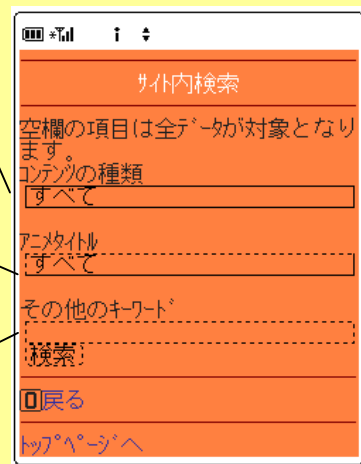 ｻｲﾄ内検索
空欄の項目は全ﾃﾞｰﾀが対象となり
ます。
ｺﾝﾃﾝﾂの種類
すべて
ｱﾆﾒﾀｲﾄﾙ
すべて
その他のｷｰﾜｰﾄﾞ
検索
0戻る
ﾄｯﾌﾟﾍﾟｰｼﾞへ